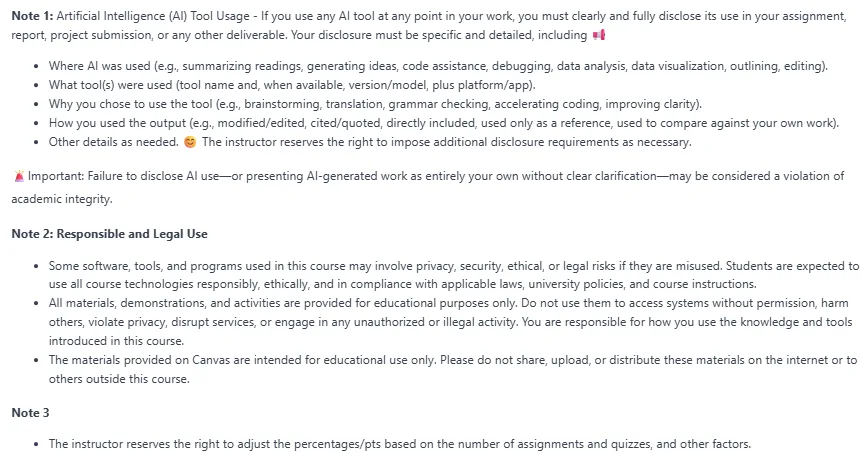 Note 1: Artificial Intelligence (AI) Tool Usage - If you use any AI tool at any point in your work, you must clearly and fully disclose its use in your assignment,
report, project submission, or any other deliverable. Your disclosure must be specific and detailed, including 📢
• Where AI was used (e.g., summarizing readings, generating ideas, code assistance, debugging, data analysis, data visualization, outlining, editing).
• What tool(s) were used (tool name and, when available, version/model, plus platform/app).
• Why you chose to use the tool (e.g., brainstorming, translation, grammar checking, accelerating coding, improving clarity).
• How you used the output (e.g., modified/edited, cited/quoted, directly included, used only as a reference, used to compare against your own work).
• Other details as needed. 😊 The instructor reserves the right to impose additional disclosure requirements as necessary.
🚨Important: Failure to disclose AI use—or presenting AI-generated work as entirely your own without clear clarification—may be considered a violation of
academic integrity.
Note 2: Responsible and Legal Use
• Some software, tools, and programs used in this course may involve privacy, security, ethical, or legal risks if they are misused. Students are expected to
use all course technologies responsibly, ethically, and in compliance with applicable laws, university policies, and course instructions.
• All materials, demonstrations, and activities are provided for educational purposes only. Do not use them to access systems without permission, harm
others, violate privacy, disrupt services, or engage in any unauthorized or illegal activity. You are responsible for how you use the knowledge and tools
introduced in this course.
• The materials provided on Canvas are intended for educational use only. Please do not share, upload, or distribute these materials on the internet or to
others outside this course.
Note 3
• The instructor reserves the right to adjust the percentages/pts based on the number of assignments and quizzes, and other factors.